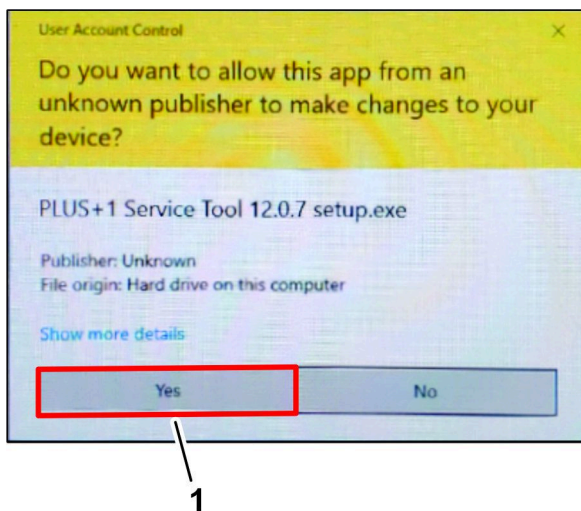 User Account Control
Do you want to allow this app from an
unknown publisher to make changes to your
device?
PLUS+1 Service Tool 12.0.7 setup.exe
Publisher: Unknown
File origin: Hard drive on this computer
Show more details
Yes
No
1